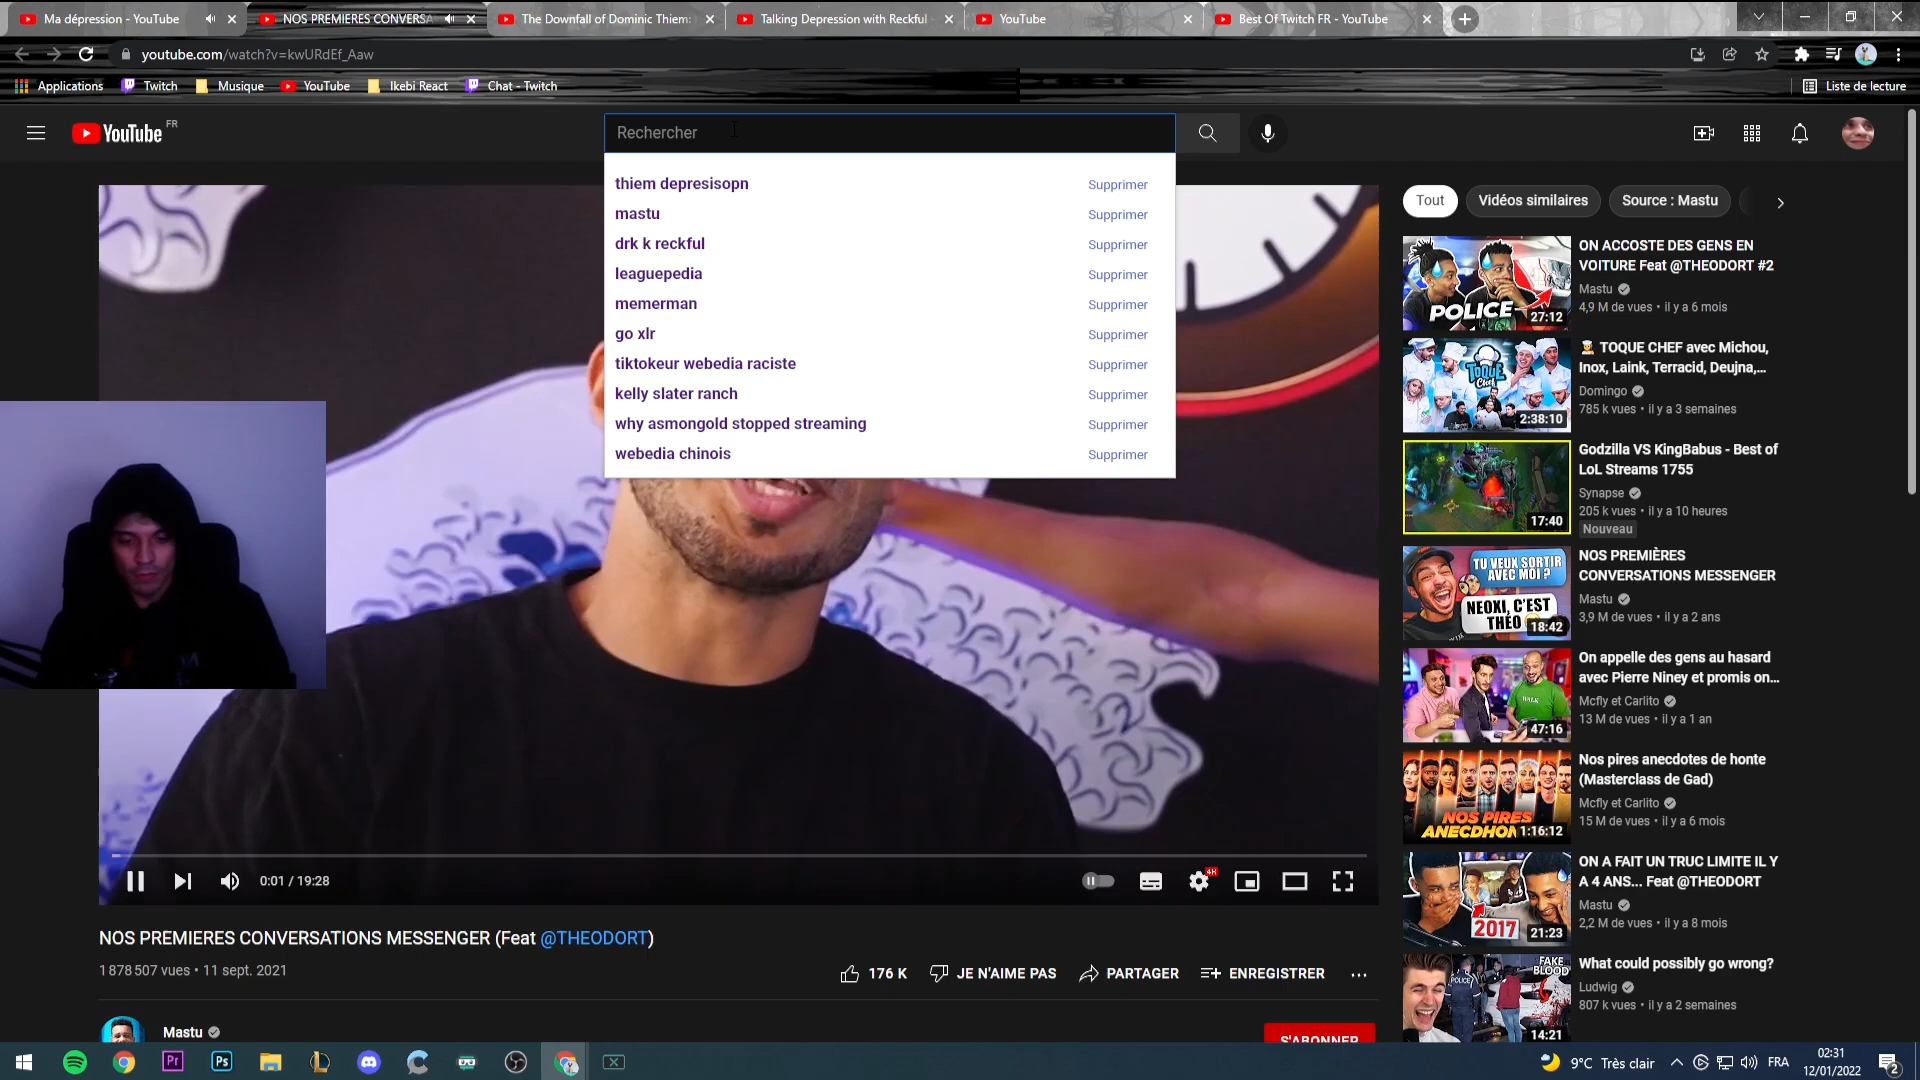 Ma dépression - YouTube
NOS PREMIERES CONVERSA
The Downfall of Dominic Thiem:
Talking Depression with Reckful -
YouTube
Best Of Twitch FR - YouTube
youtube.com/watch?v=kwURdEf_Aaw
Applications
Twitch
Musique
YouTube
Ikebi React
Chat - Twitch
Liste de lecture
YouTube FR
Rechercher
thiem depresisopn Supprimer
mastu Supprimer
drk k reckful Supprimer
leaguepedia Supprimer
memerman Supprimer
go xlr Supprimer
tiktokeur webedia raciste Supprimer
kelly slater ranch Supprimer
why asmongold stopped streaming Supprimer
webedia chinois Supprimer
0:01 / 19:28
NOS PREMIERES CONVERSATIONS MESSENGER (Feat @THEODORT)
1 878 507 vues • 11 sept. 2021
176 K
JE N'AIME PAS
PARTAGER
ENREGISTRER
Mastu
S'ABONNER
Tout
Vidéos similaires
Source : Mastu
POLICE
27:12
ON ACCOSTE DES GENS EN
VOITURE Feat @THEODORT #2
Mastu
4,9 M de vues • il y a 6 mois
TOQUE
Chef
2:38:10
TOQUE CHEF avec Michou,
Inox, Laink, Terracid, Deujna,...
Domingo
785 k vues • il y a 3 semaines
17:40
Godzilla VS KingBabus - Best of
LoL Streams 1755
Synapse
205 k vues • il y a 10 heures
Nouveau
TU VEUX SORTIR
AVEC MOI ?
NEOXI, C'EST
THÉO
18:42
NOS PREMIÈRES
CONVERSATIONS MESSENGER
Mastu
3,9 M de vues • il y a 2 ans
47:16
On appelle des gens au hasard
avec Pierre Niney et promis on...
Mcfly et Carlito
13 M de vues • il y a 1 an
NOS PIRES
ANECDHON
1:16:12
Nos pires anecdotes de honte
(Masterclass de Gad)
Mcfly et Carlito
15 M de vues • il y a 6 mois
2017
21:23
ON A FAIT UN TRUC LIMITE IL Y
A 4 ANS... Feat @THEODORT
Mastu
2,2 M de vues • il y a 8 mois
FAKE
BLOOD
POLICE
14:21
What could possibly go wrong?
Ludwig
807 k vues • il y a 2 semaines
Pr
Ps
9°C Très clair
FRA
02:31
12/01/2022
2